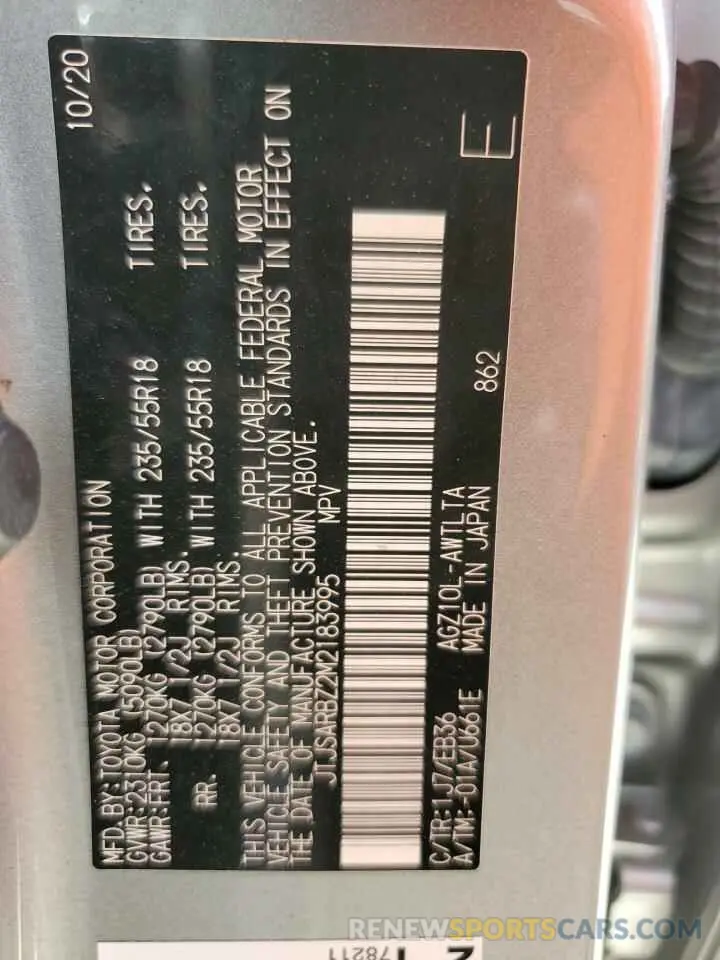 10/20
MFD. BY: TOYOTA MOTOR CORPORATION
GVWR: 2310KG (5090LB)
GAWR: FRT. 1270KG (2790LB) WITH 235/55R18 TIRES.
18X7 1/2J RIMS.
RR. 1270KG (2790LB) WITH 235/55R18 TIRES.
18X7 1/2J RIMS.
THIS VEHICLE CONFORMS TO ALL APPLICABLE FEDERAL MOTOR
VEHICLE SAFETY AND THEFT PREVENTION STANDARDS IN EFFECT ON
THE DATE OF MANUFACTURE SHOWN ABOVE.
JTJSARBZ2M2183995 MPV
C/TR: 1J7/EB36 AGZ10L-AWTLTA 862 E
A/TM: -01A/U661E MADE IN JAPAN
78211
RENEWSPORTSCARS.COM